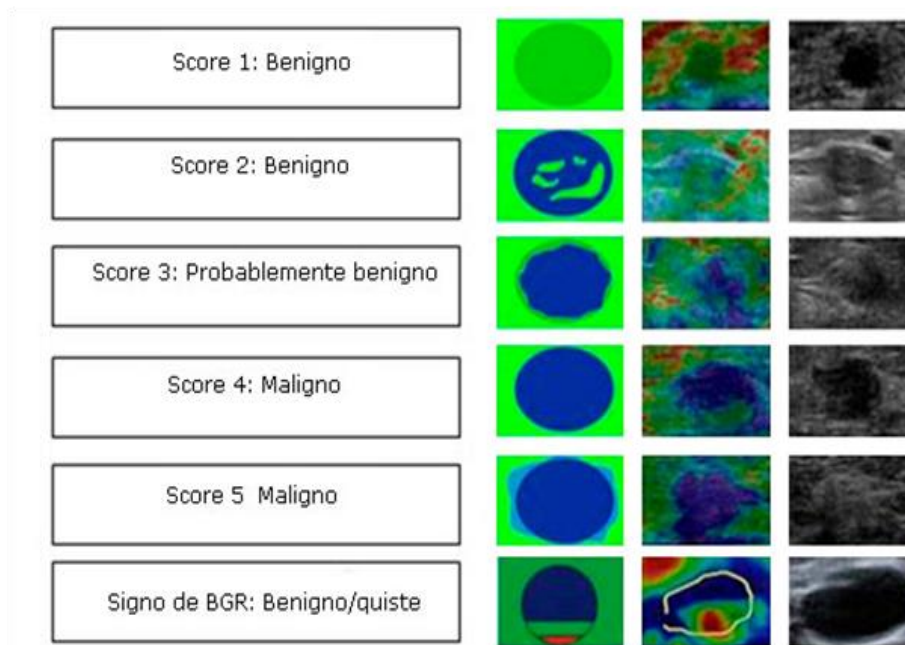 Score 1: Benigno
Score 2: Benigno
Score 3: Probablemente benigno
Score 4: Maligno
Score 5 Maligno
Signo de BGR: Benigno/quiste